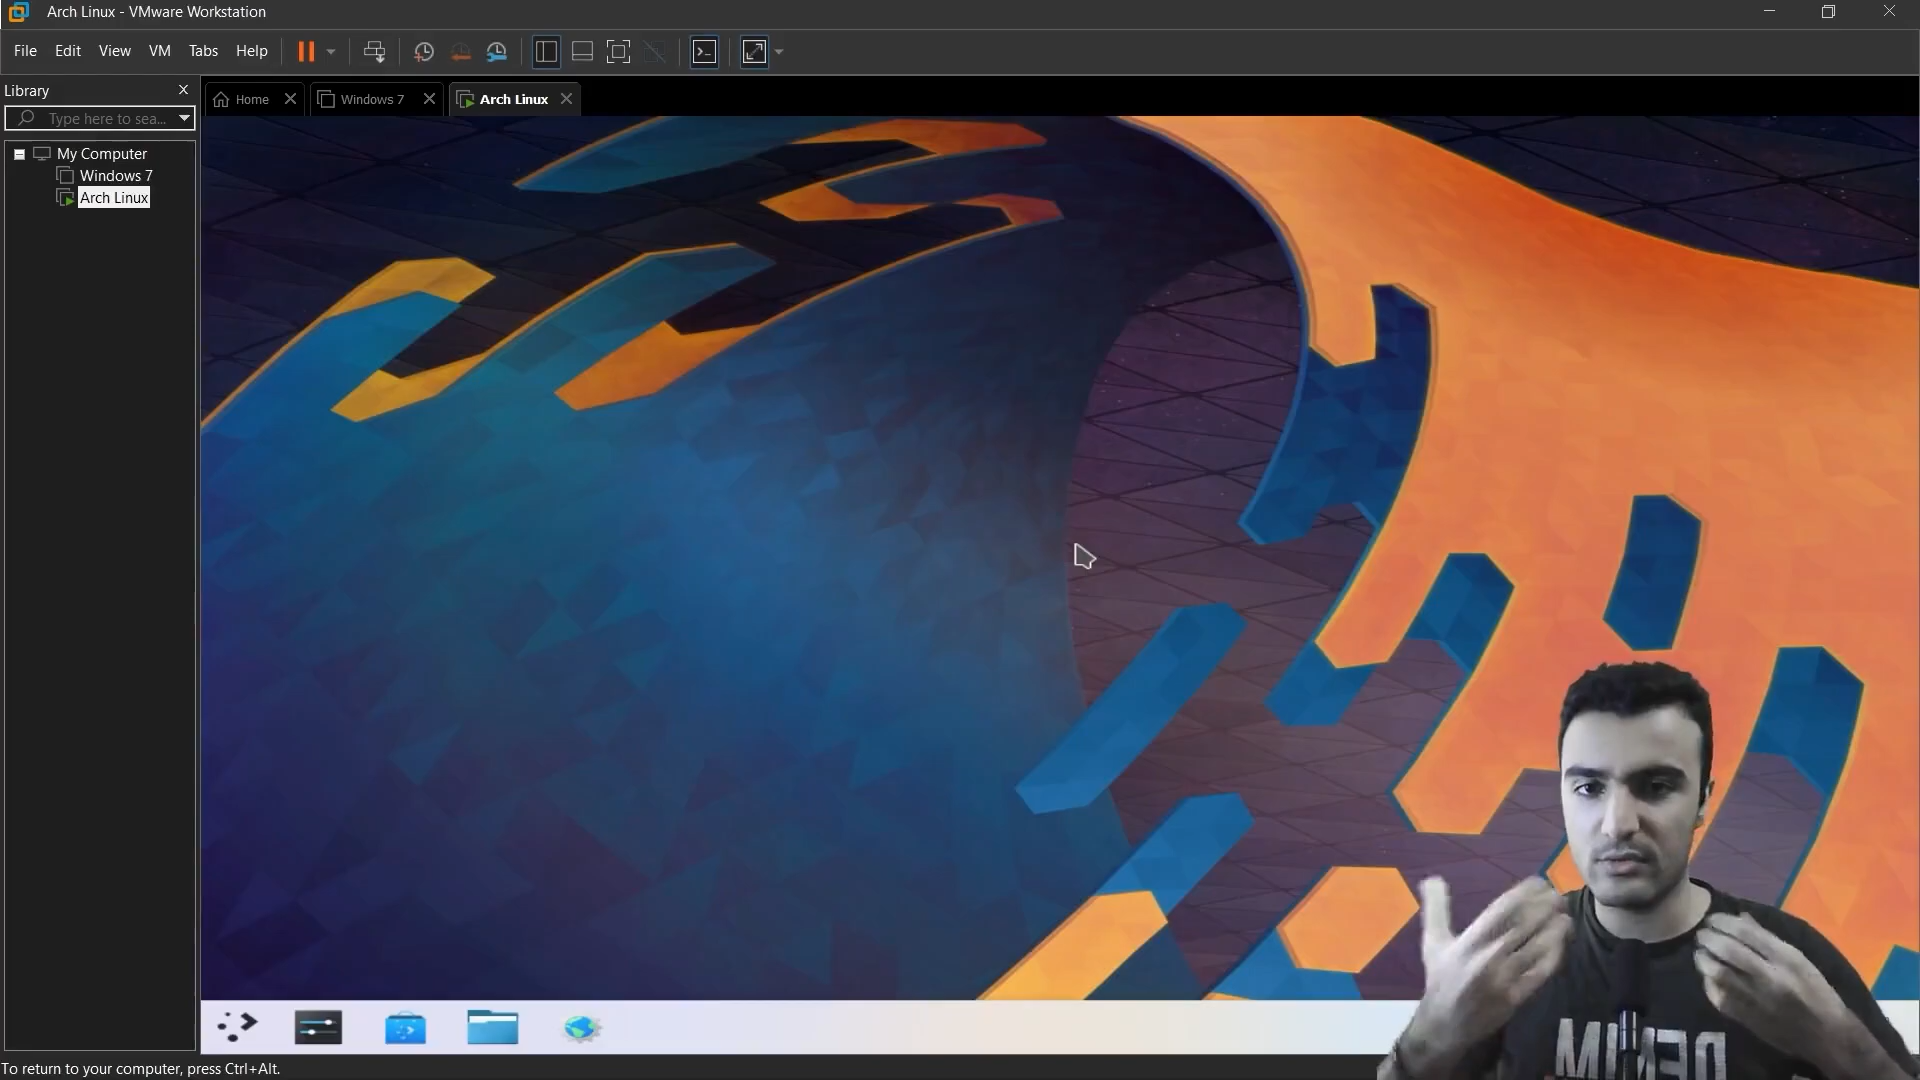 Arch Linux - VMware Workstation
File Edit View VM Tabs Help
Library
Type here to sea...
Home
Windows 7
Arch Linux
My Computer
Windows 7
Arch Linux
To return to your computer, press Ctrl+Alt.